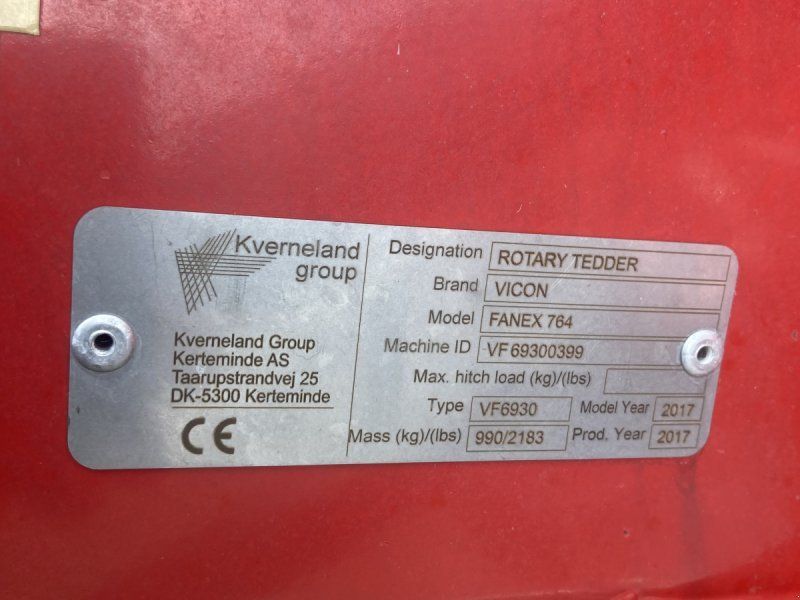 Kverneland
group
Kverneland Group
Kerteminde AS
Taarupstrandvej 25
DK-5300 Kerteminde
CE
Designation ROTARY TEDDER
Brand VICON
Model FANEX 764
Machine ID VF69300399
Max. hitch load (kg)/(lbs)
Type VF6930 Model Year 2017
Mass (kg)/(lbs) 990/2183 Prod. Year 2017